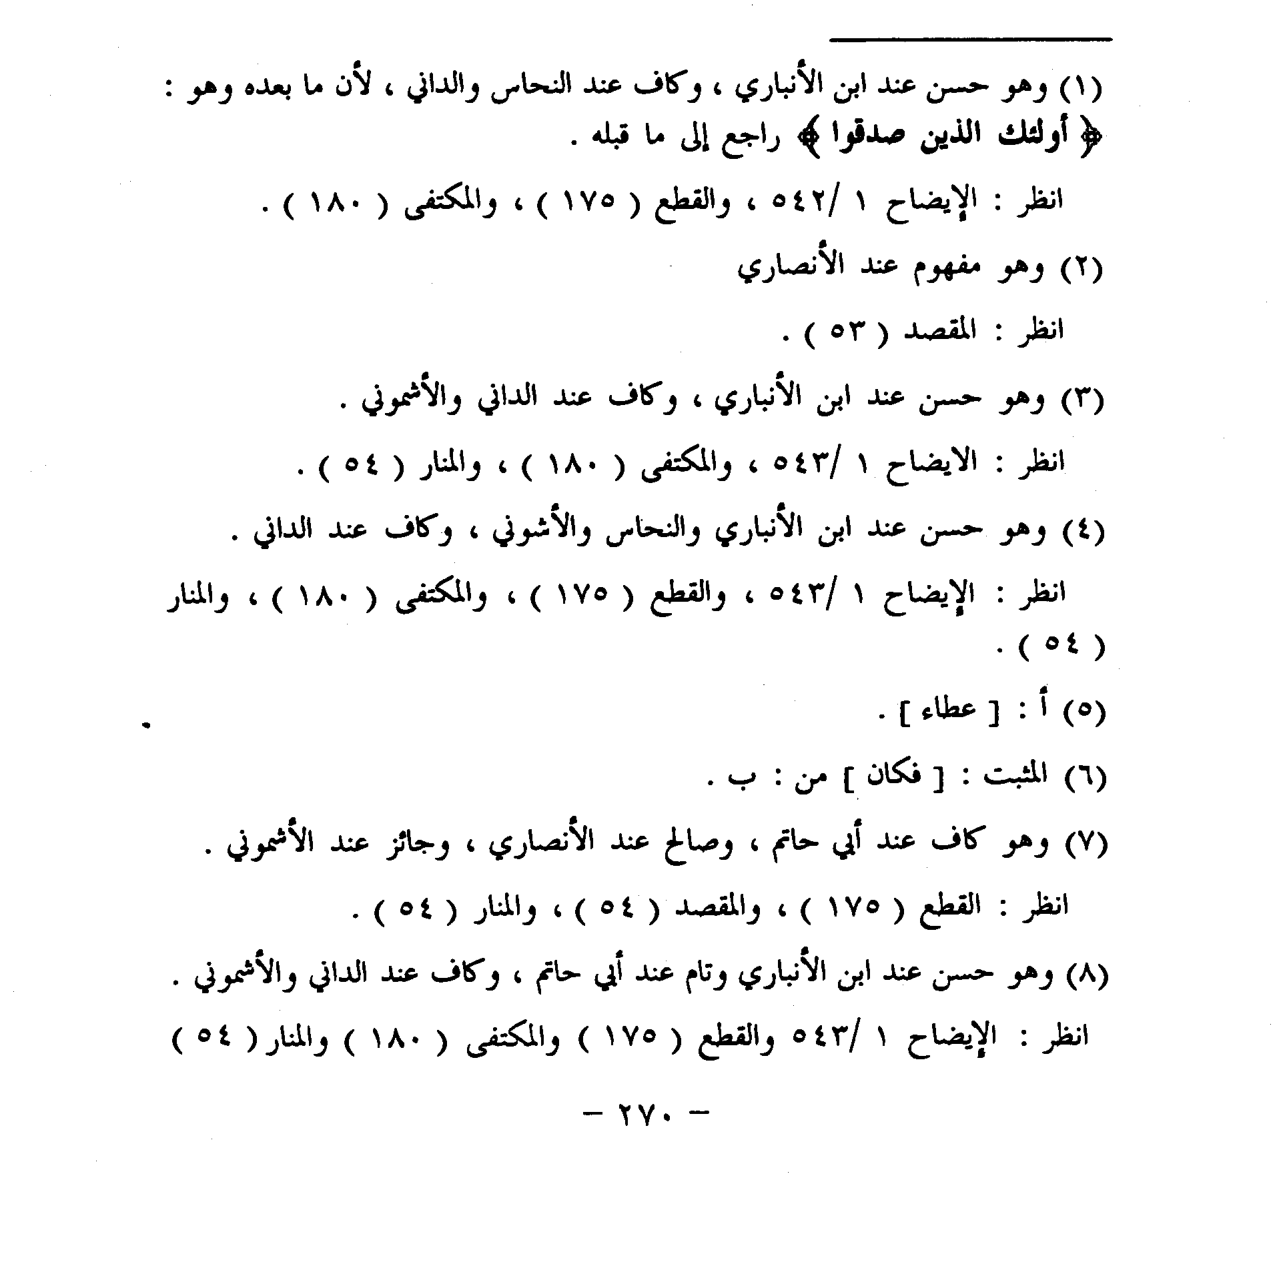 (١) وهو حسن عند ابن الأنباري ، وكاف عند النحاس والداني ، لأن ما بعده وهو :
﴿ أولئك الذين صدقوا ﴾ راجع إلى ما قبله .
انظر : الإيضاح ١ /٥٤٢ ، والقطع ( ١٧٥ ) ، والمكتفى ( ١٨٠ ) .
(٢) وهو مفهوم عند الأنصاري
انظر : المقصد ( ٥٣ ) .
(٣) وهو حسن عند ابن الأنباري ، وكاف عند الداني والأشموني .
انظر : الايضاح ١ /٥٤٣ ، والمكتفى ( ١٨٠ ) ، والمنار ( ٥٤ ) .
(٤) وهو حسن عند ابن الأنباري والنحاس والأشوني ، وكاف عند الداني .
انظر : الإيضاح ١ /٥٤٣ ، والقطع ( ١٧٥ ) ، والمكتفى ( ١٨٠ ) ، والمنار
( ٥٤ ) .
(٥) أ : [ عطاء ] .
(٦) المثبت : [ فكان ] من : ب .
(٧) وهو كاف عند أبي حاتم ، وصالح عند الأنصاري ، وجائز عند الأشموني .
انظر : القطع ( ١٧٥ ) ، والمقصد ( ٥٤ ) ، والمنار ( ٥٤ ) .
(٨) وهو حسن عند ابن الأنباري وتام عند أبي حاتم ، وكاف عند الداني والأشموني .
انظر : الإيضاح ١ /٥٤٣ والقطع ( ١٧٥ ) والمكتفى ( ١٨٠ ) والمنار ( ٥٤ )
– ٢٧٠ –